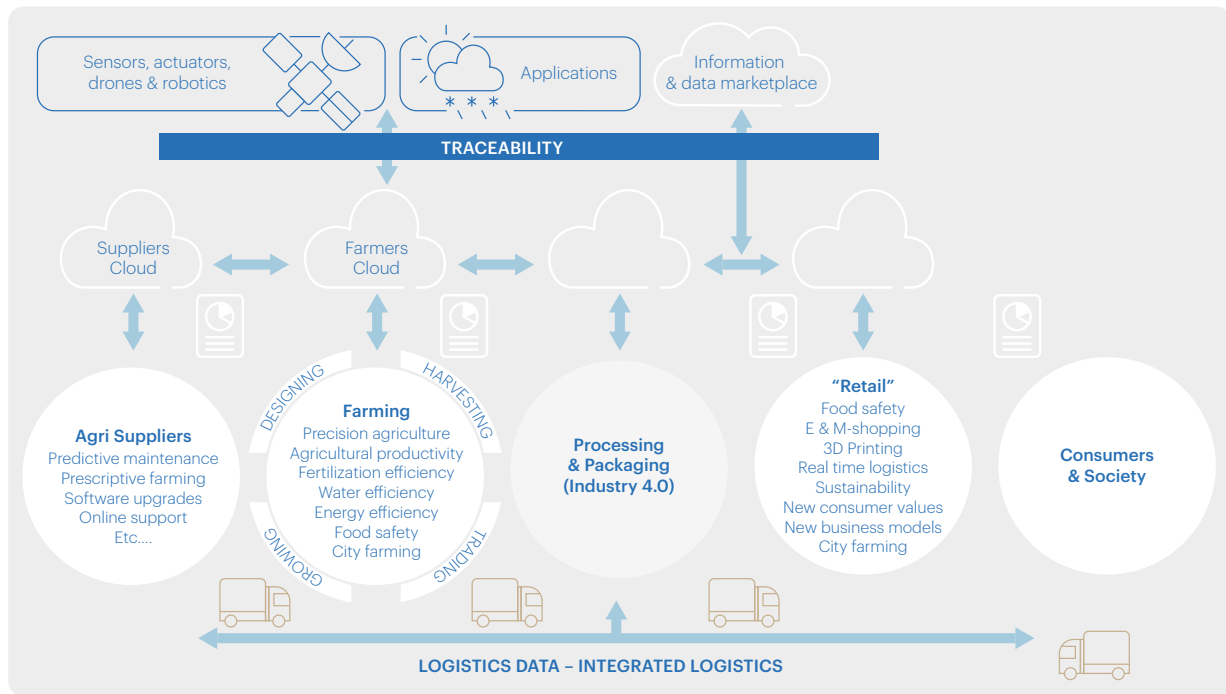 Sensors, actuators,
drones & robotics
Applications
Information
& data marketplace
TRACEABILITY
Suppliers
Cloud
Farmers
Cloud
Agri Suppliers
Predictive maintenance
Prescriptive farming
Software upgrades
Online support
Etc....
DESIGNING
HARVESTING
GROWING
TRADING
Farming
Precision agriculture
Agricultural productivity
Fertilization efficiency
Water efficiency
Energy efficiency
Food safety
City farming
Processing
& Packaging
(Industry 4.0)
“Retail”
Food safety
E & M-shopping
3D Printing
Real time logistics
Sustainability
New consumer values
New business models
City farming
Consumers
& Society
LOGISTICS DATA – INTEGRATED LOGISTICS